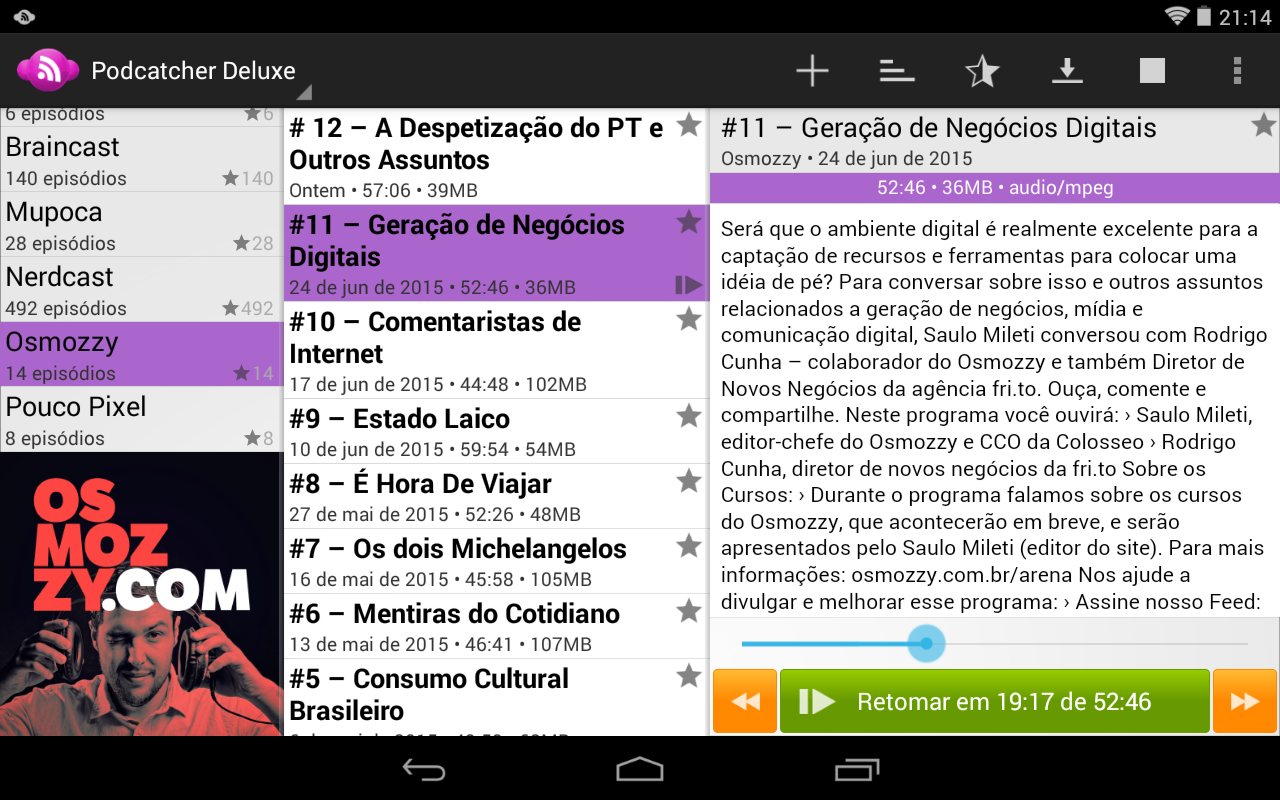 21:14
Podcatcher Deluxe
6 episódios
6
Braincast
140 episódios
140
Mupoca
28 episódios
28
Nerdcast
492 episódios
492
Osmozzy
14 episódios
14
Pouco Pixel
8 episódios
8
OS
MOZ
ZY.COM
# 12 – A Despetização do PT e
Outros Assuntos
Ontem • 57:06 • 39MB
#11 – Geração de Negócios
Digitais
24 de jun de 2015 • 52:46 • 36MB
#10 – Comentaristas de
Internet
17 de jun de 2015 • 44:48 • 102MB
#9 – Estado Laico
10 de jun de 2015 • 59:54 • 54MB
#8 – É Hora De Viajar
27 de mai de 2015 • 52:26 • 48MB
#7 – Os dois Michelangelos
16 de mai de 2015 • 45:58 • 105MB
#6 – Mentiras do Cotidiano
13 de mai de 2015 • 46:41 • 107MB
#5 – Consumo Cultural
Brasileiro
#11 – Geração de Negócios Digitais
Osmozzy • 24 de jun de 2015
52:46 • 36MB • audio/mpeg
Será que o ambiente digital é realmente excelente para a
captação de recursos e ferramentas para colocar uma
idéia de pé? Para conversar sobre isso e outros assuntos
relacionados a geração de negócios, mídia e
comunicação digital, Saulo Mileti conversou com Rodrigo
Cunha – colaborador do Osmozzy e também Diretor de
Novos Negócios da agência fri.to. Ouça, comente e
compartilhe. Neste programa você ouvirá: › Saulo Mileti,
editor-chefe do Osmozzy e CCO da Colosseo › Rodrigo
Cunha, diretor de novos negócios da fri.to Sobre os
Cursos: › Durante o programa falamos sobre os cursos
do Osmozzy, que acontecerão em breve, e serão
apresentados pelo Saulo Mileti (editor do site). Para mais
informações: osmozzy.com.br/arena Nos ajude a
divulgar e melhorar esse programa: › Assine nosso Feed:
Retomar em 19:17 de 52:46